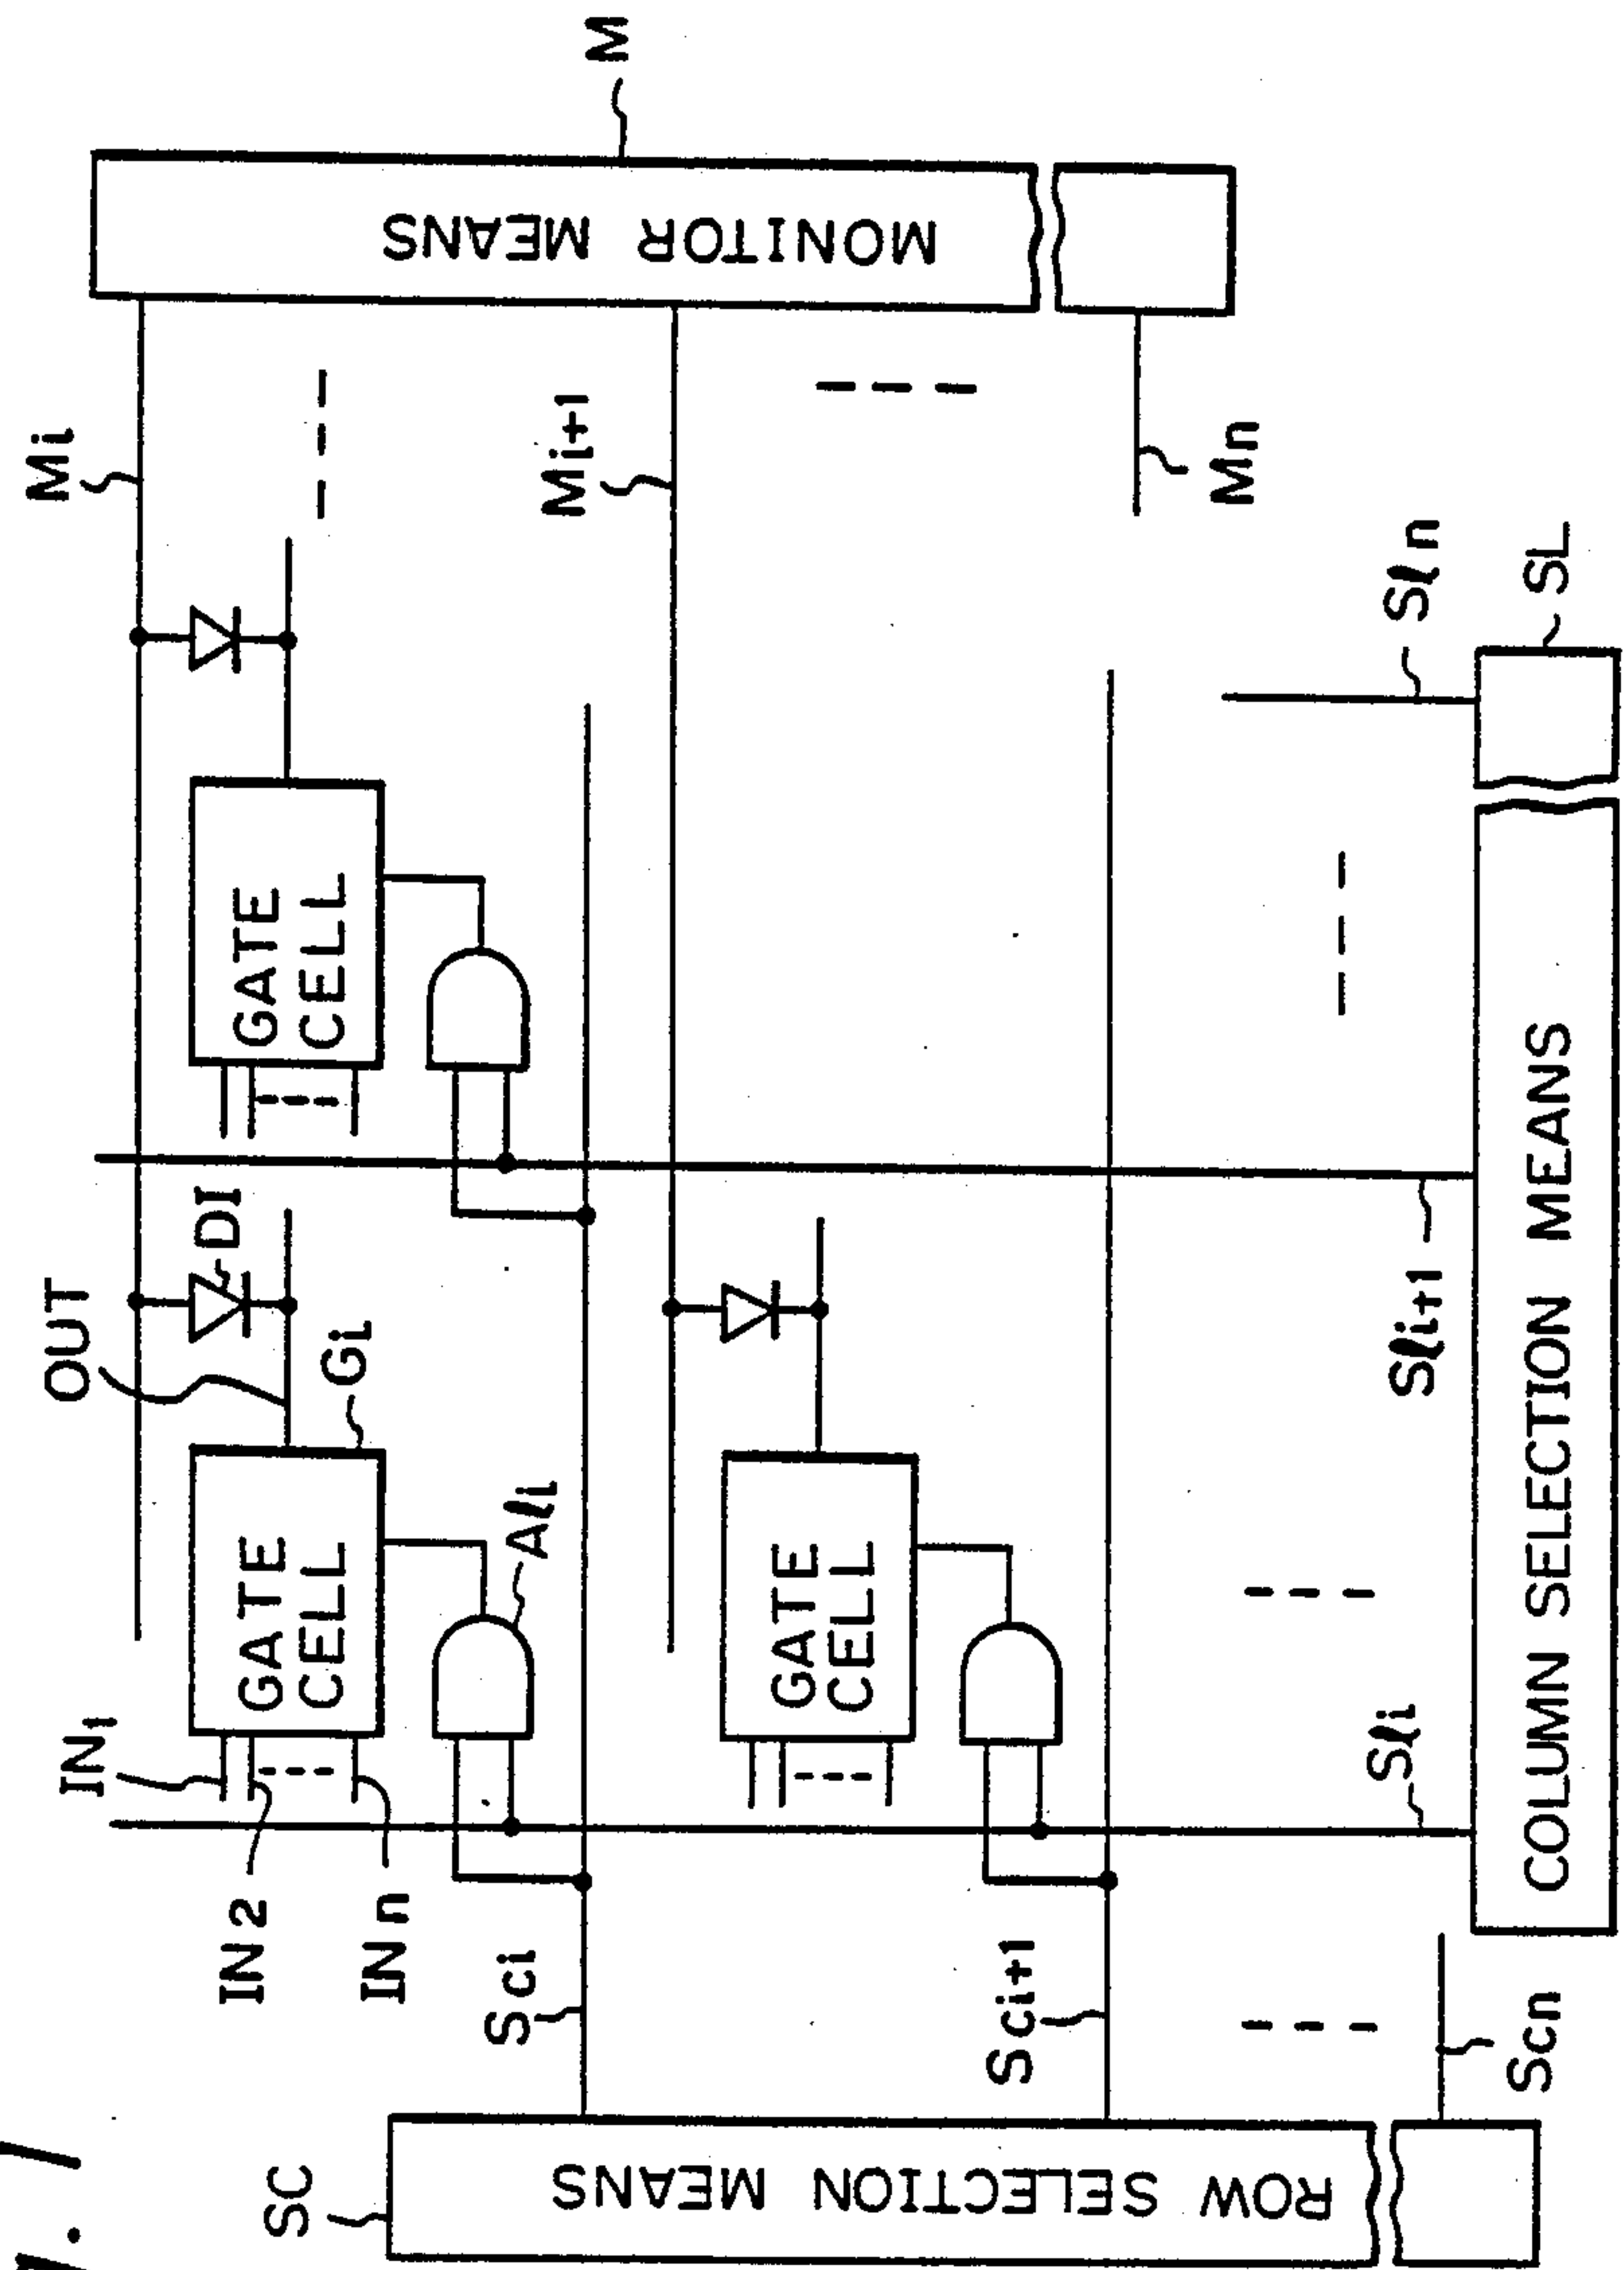 IN1
OUT
Mi
DI
IN2
GATE
CELL
GATE
CELL
SC
Gi
INn
Sci
Ali
Mi+1
M
MONITOR MEANS
GATE
CELL
Sci+1
ROW SELECTION MEANS
Mn
Sli
Sli+1
Sln
Scn
COLUMN SELECTION MEANS
SL